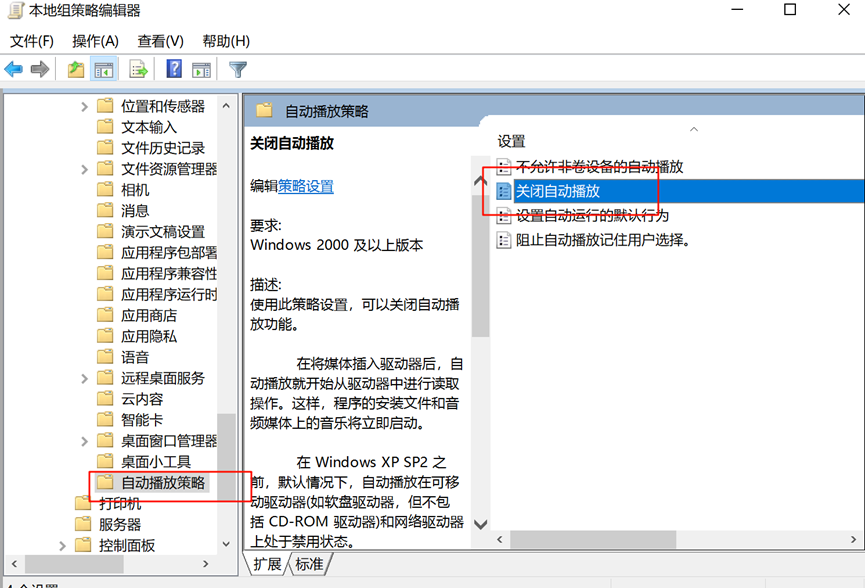 本地组策略编辑器
文件(F) 操作(A) 查看(V) 帮助(H)
位置和传感器
文本输入
文件历史记录
文件资源管理器
相机
消息
演示文稿设置
应用程序包部署
应用程序兼容性
应用程序运行时
应用商店
应用隐私
语音
远程桌面服务
云内容
智能卡
桌面窗口管理器
桌面小工具
自动播放策略
打印机
服务器
控制面板
自动播放策略
关闭自动播放
编辑策略设置
要求:
Windows 2000 及以上版本
描述:
使用此策略设置，可以关闭自动播
放功能。
在将媒体插入驱动器后，自
动播放就开始从驱动器中进行读取
操作。这样，程序的安装文件和音
频媒体上的音乐将立即启动。
在 Windows XP SP2 之
前，默认情况下，自动播放在可移
动驱动器(如软盘驱动器，但不包
括 CD-ROM 驱动器)和网络驱动器
上处于禁用状态。
设置
不允许非卷设备的自动播放
关闭自动播放
设置自动运行的默认行为
阻止自动播放记住用户选择。
扩展 标准